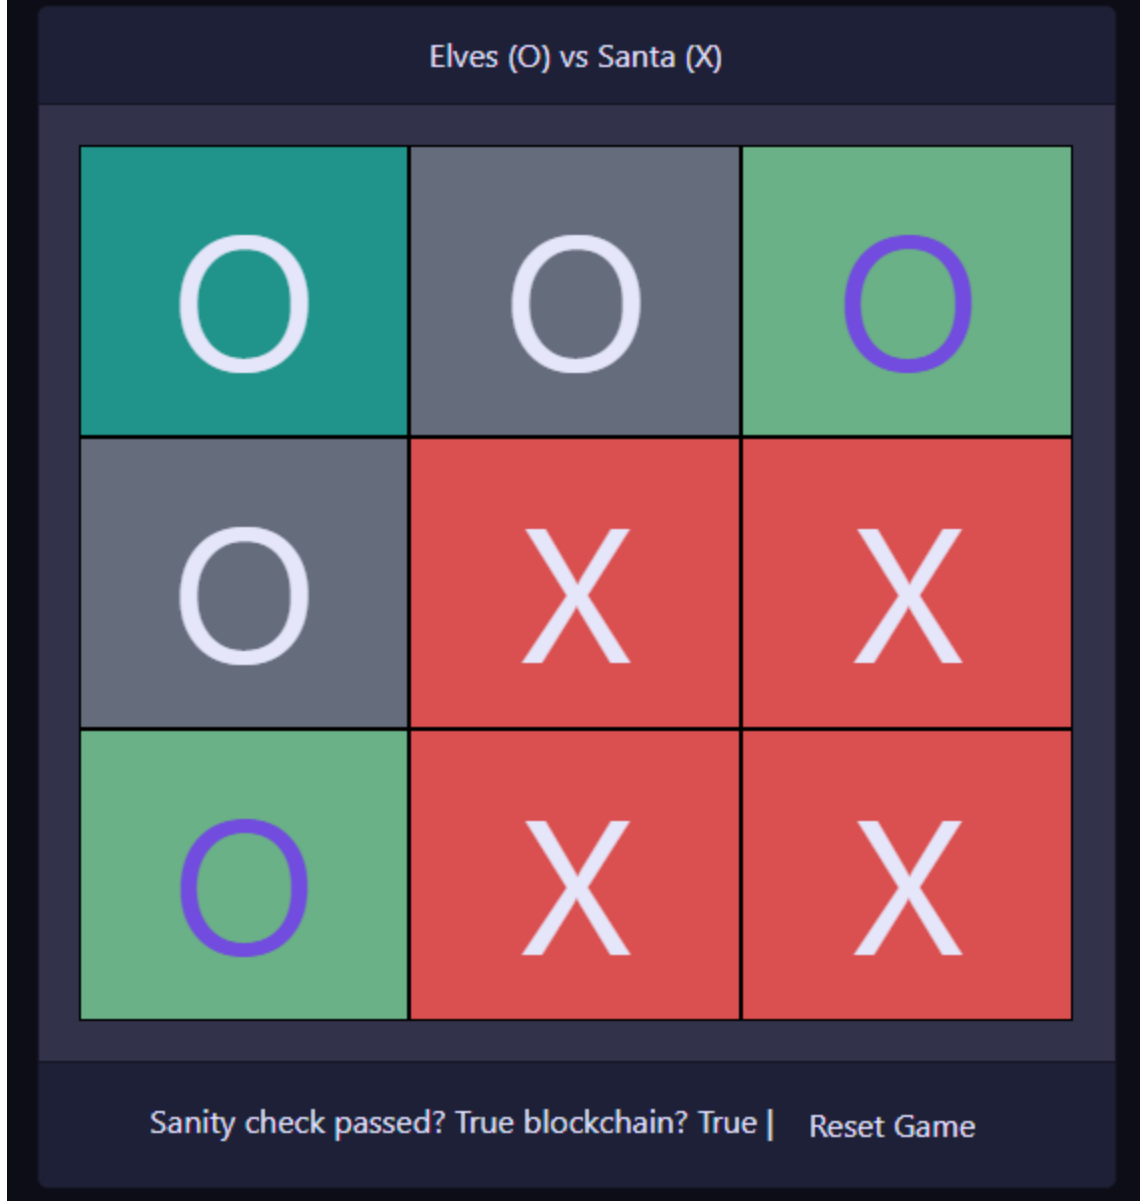 Elves (O) vs Santa (X)
O O O
O X X
O X X
Sanity check passed? True blockchain? True | Reset Game